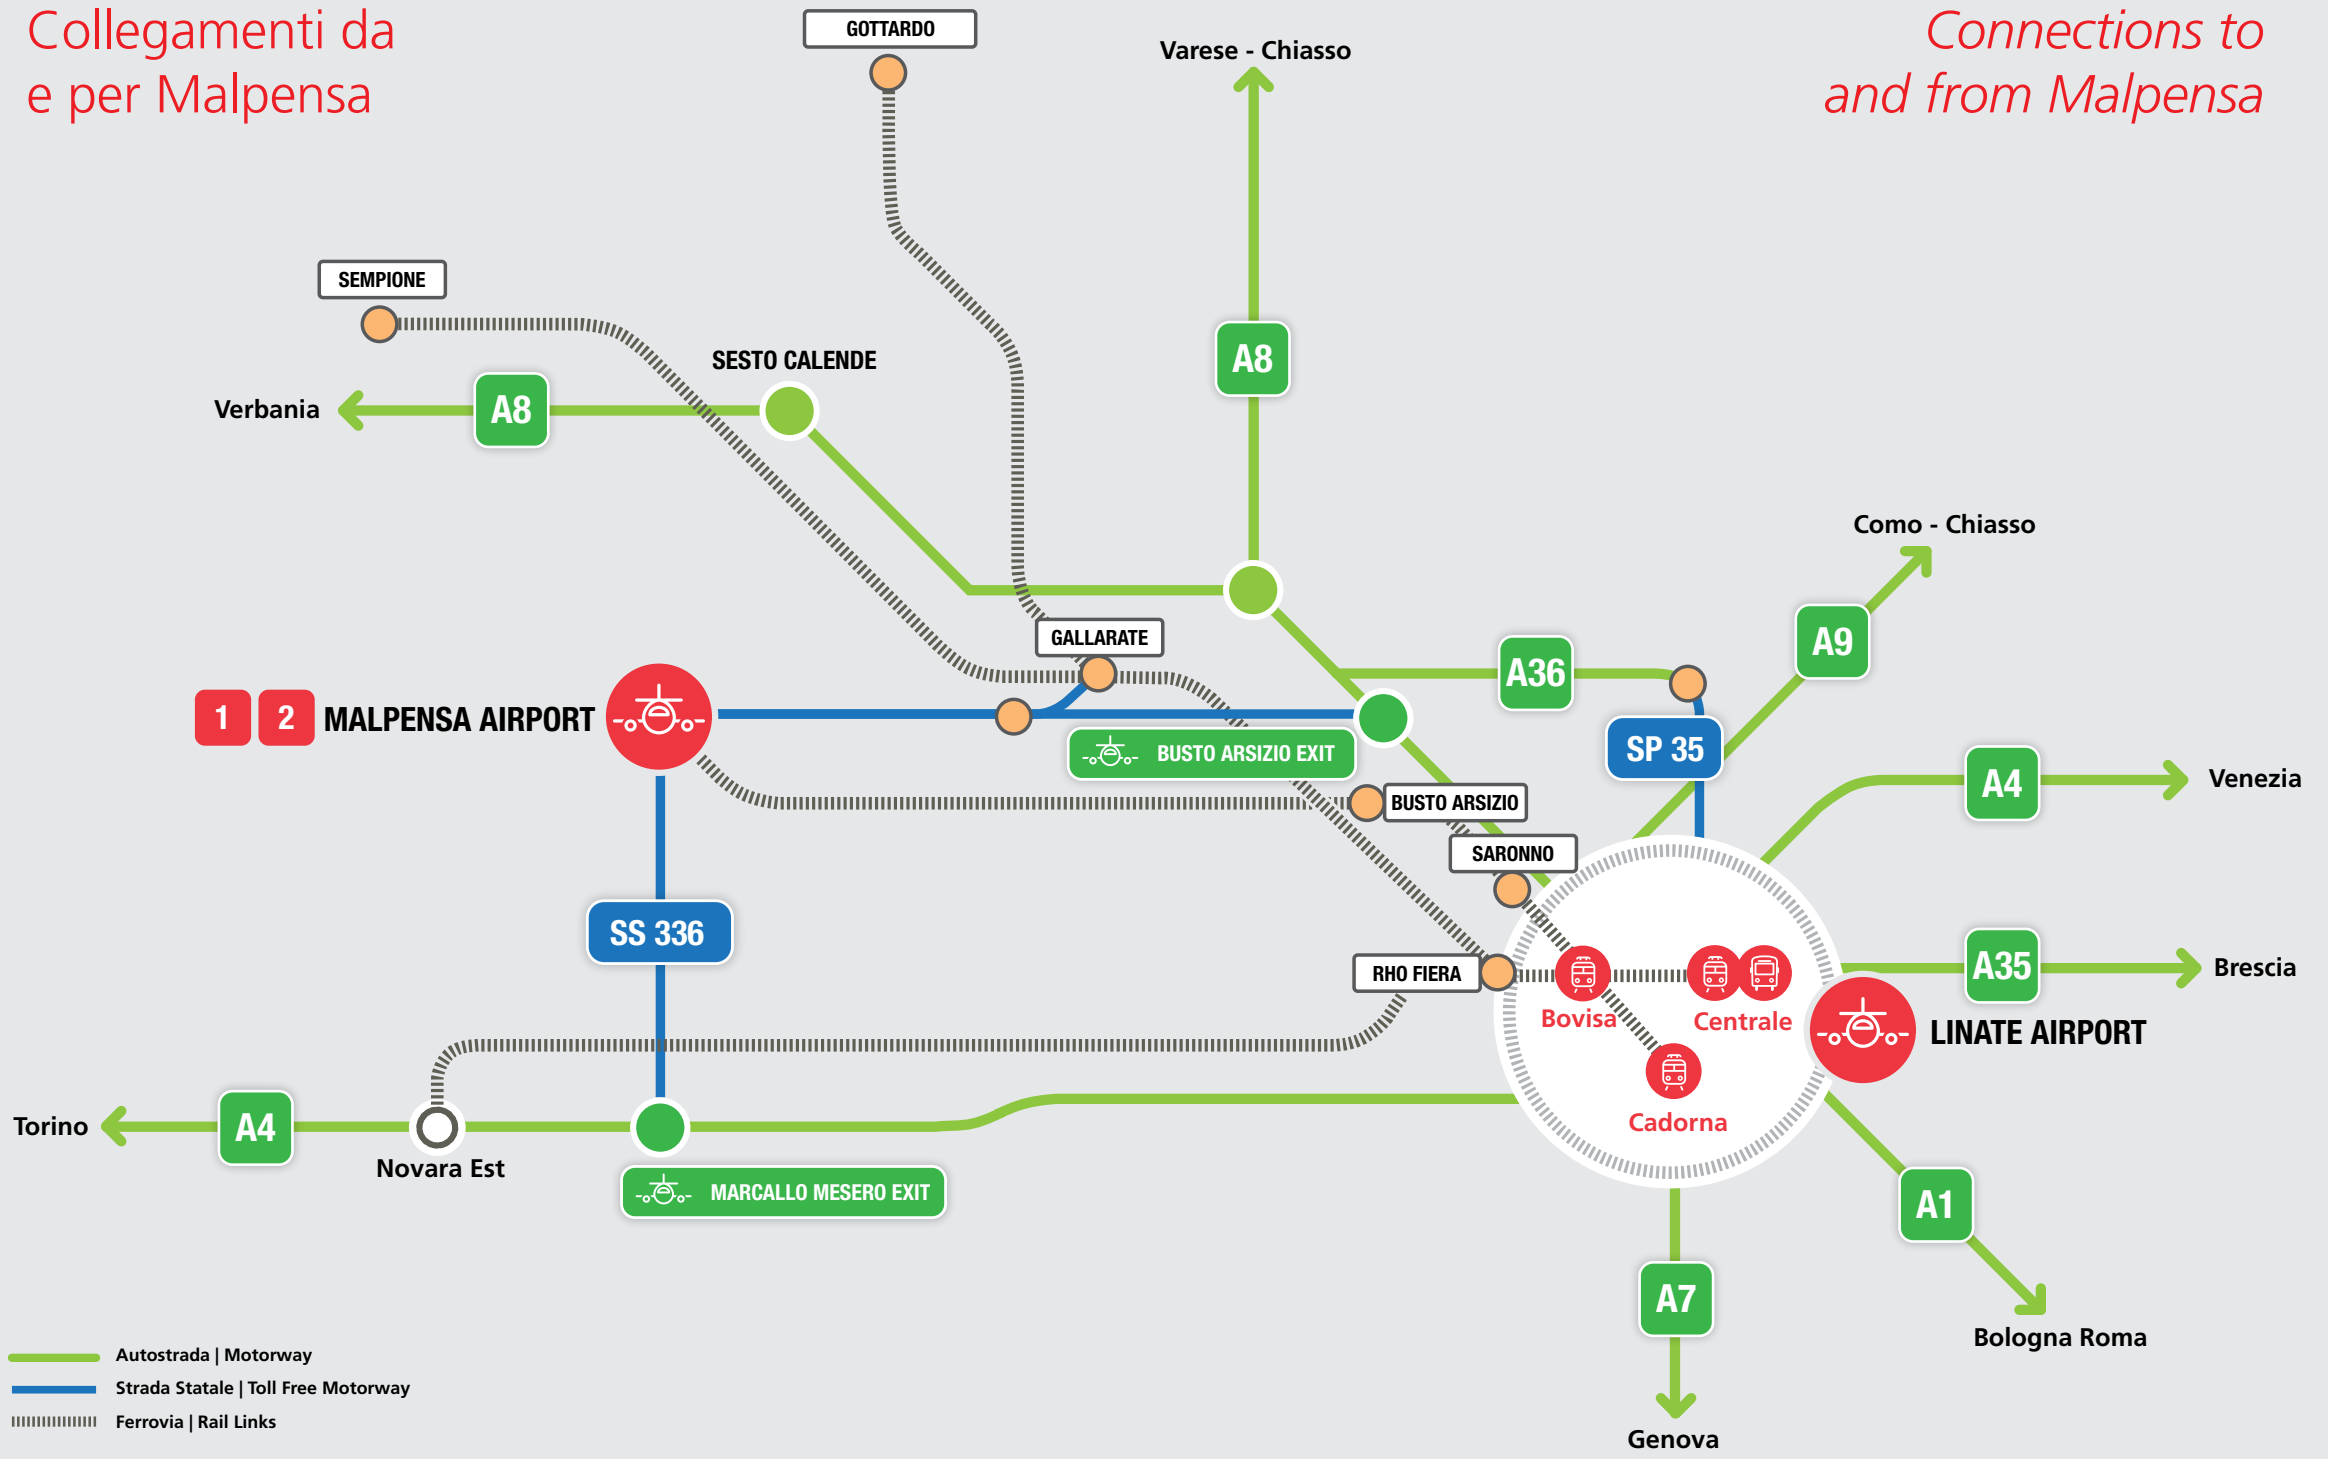 Collegamenti da
e per Malpensa
Connections to
and from Malpensa
GOTTARDO
Varese - Chiasso
SEMPIONE
SESTO CALENDE
A8
Verbania
A8
Como - Chiasso
GALLARATE
A36
A9
1 2 MALPENSA AIRPORT
SP 35
BUSTO ARSIZIO EXIT
A4
Venezia
BUSTO ARSIZIO
SARONNO
SS 336
RHO FIERA
A35
Brescia
Bovisa
Centrale
LINATE AIRPORT
Cadorna
Torino
A4
Novara Est
MARCALLO MESERO EXIT
A1
A7
Bologna Roma
Genova
Autostrada | Motorway
Strada Statale | Toll Free Motorway
Ferrovia | Rail Links